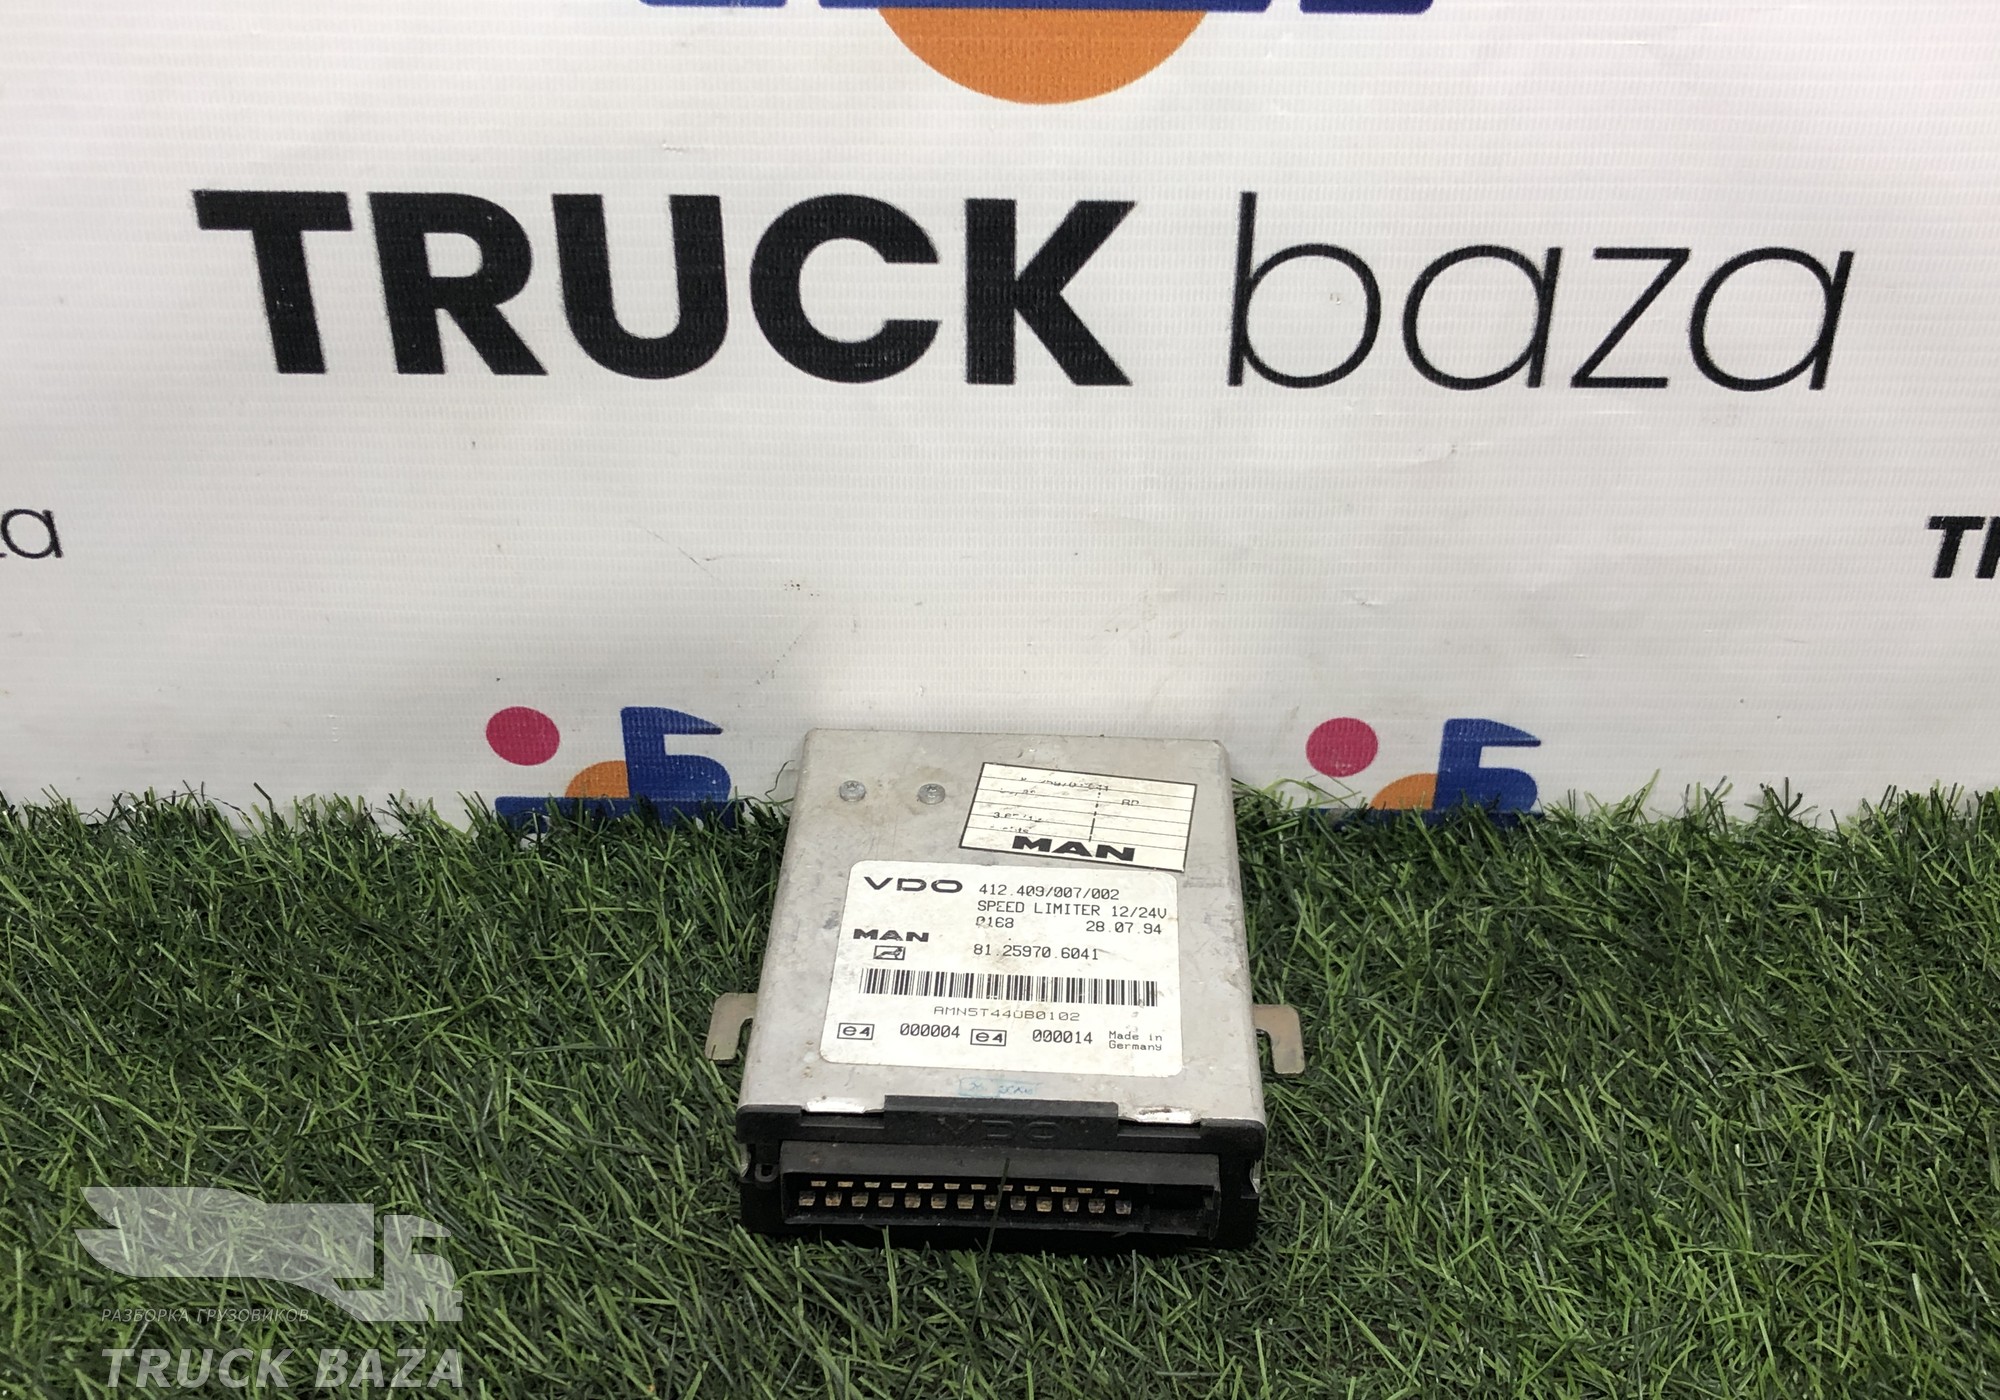 TRUCK baza
za
TR
MAN
VDO 412.409/007/002
SPEED LIMITER 12/24V
0168 28.07.94
MAN
81.25970.6041
AMN5T440B0102
e4 000004 e4 000014 Made in
Germany
VDO
РАЗБОРКА ГРУЗОВИКОВ
TRUCK BAZA